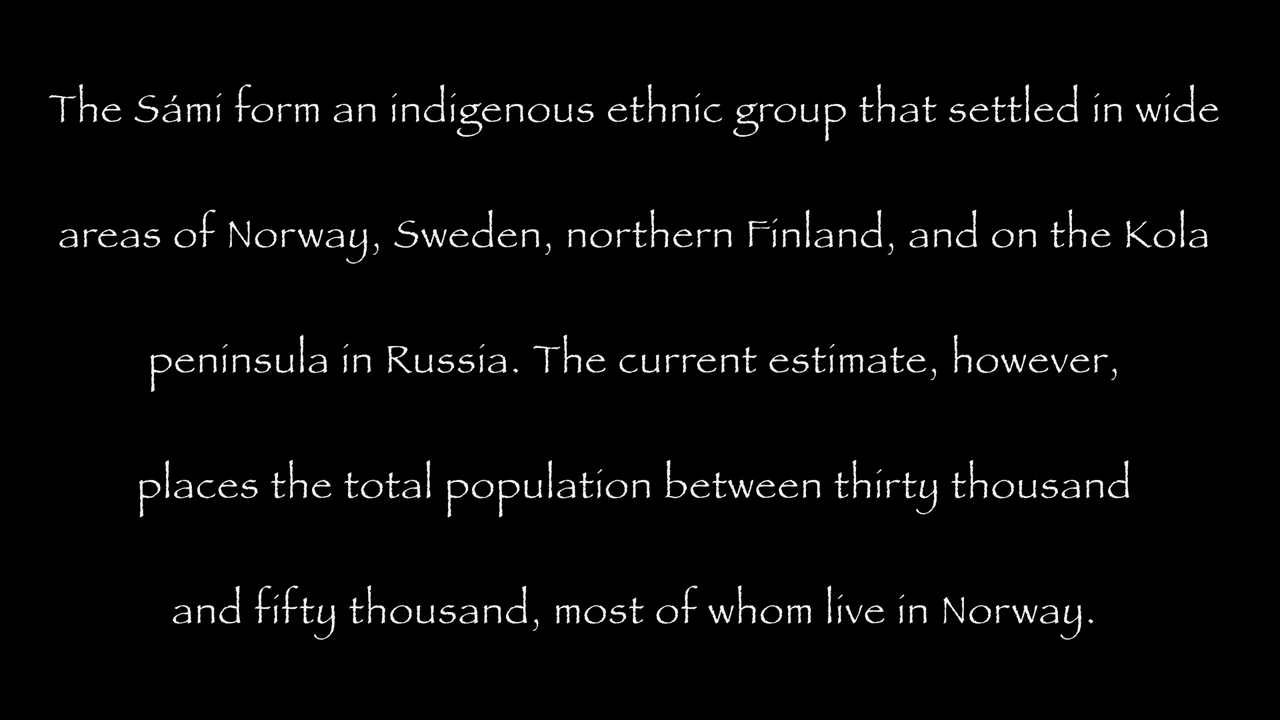 The Sámi form an indigenous ethnic group that settled in wide
areas of Norway, Sweden, northern Finland, and on the Kola
peninsula in Russia. The current estimate, however,
places the total population between thirty thousand
and fifty thousand, most of whom live in Norway.